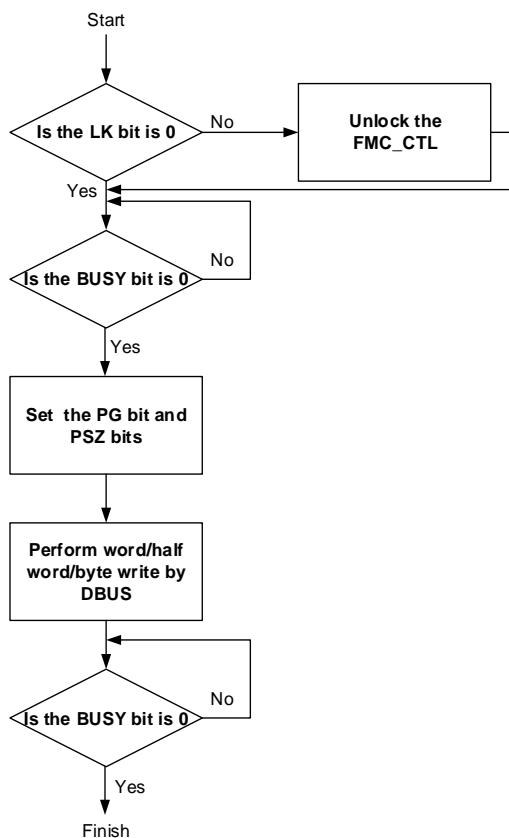 Start
Is the LK bit is 0
No
Unlock the
FMC_CTL
Yes
Is the BUSY bit is 0
No
Yes
Set the PG bit and
PSZ bits
Perform word/half
word/byte write by
DBUS
Is the BUSY bit is 0
No
Yes
Finish